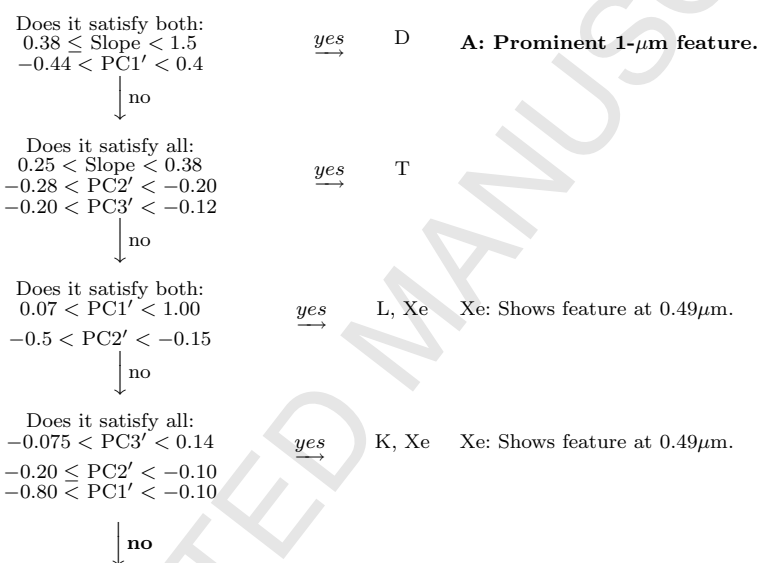 Does it satisfy both:
0.38 ≤ Slope < 1.5 yes → D A: Prominent 1-μm feature.
−0.44 < PC1′ < 0.4
no
Does it satisfy all:
0.25 < Slope < 0.38 yes → T
−0.28 < PC2′ < −0.20
−0.20 < PC3′ < −0.12
no
Does it satisfy both:
0.07 < PC1′ < 1.00 yes → L, Xe Xe: Shows feature at 0.49μm.
−0.5 < PC2′ < −0.15
no
Does it satisfy all:
−0.075 < PC3′ < 0.14 yes → K, Xe Xe: Shows feature at 0.49μm.
−0.20 ≤ PC2′ < −0.10
−0.80 < PC1′ < −0.10
no
TED MANUSC